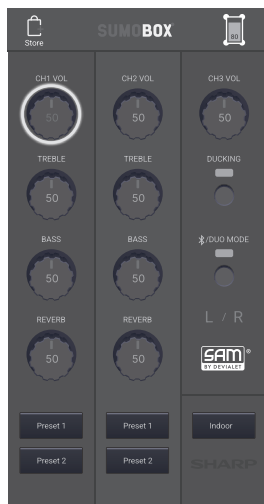 Store
SUMOBOX
80
CH1 VOL
50
TREBLE
50
BASS
50
REVERB
50
Preset 1
Preset 2
CH2 VOL
50
TREBLE
50
BASS
50
REVERB
50
Preset 1
Preset 2
CH3 VOL
50
DUCKING
/DUO MODE
L / R
SAM®
BY DEVIALET
Indoor
SHARP